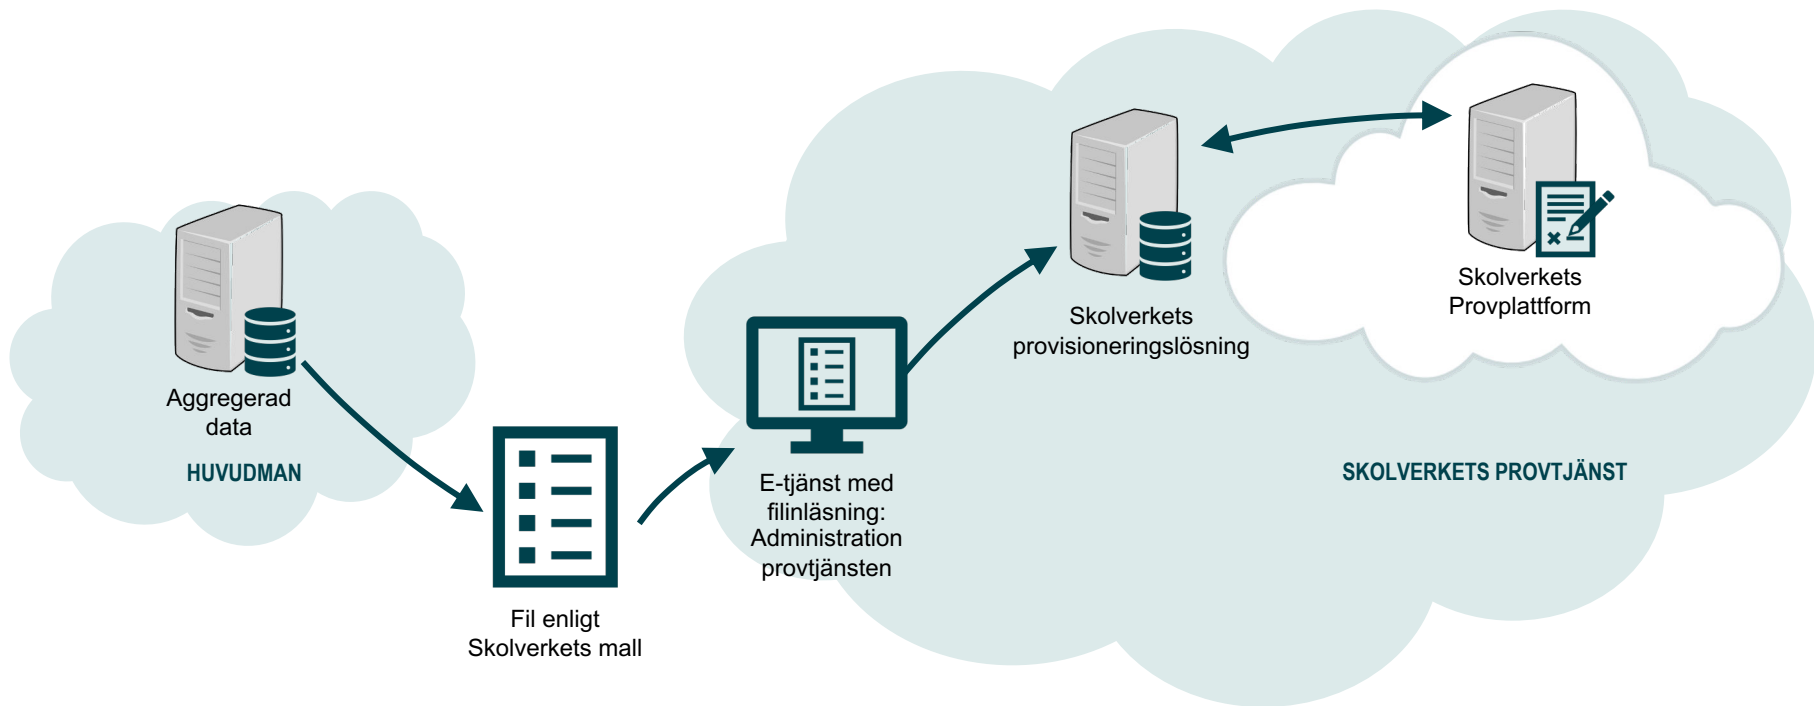 Aggregerad
data
HUVUDMAN
Fil enligt
Skolverkets mall
E-tjänst med
filinläsning:
Administration
provtjänsten
Skolverkets
provisioneringslösning
Skolverkets
Provplattform
SKOLVERKETS PROVTJÄNST